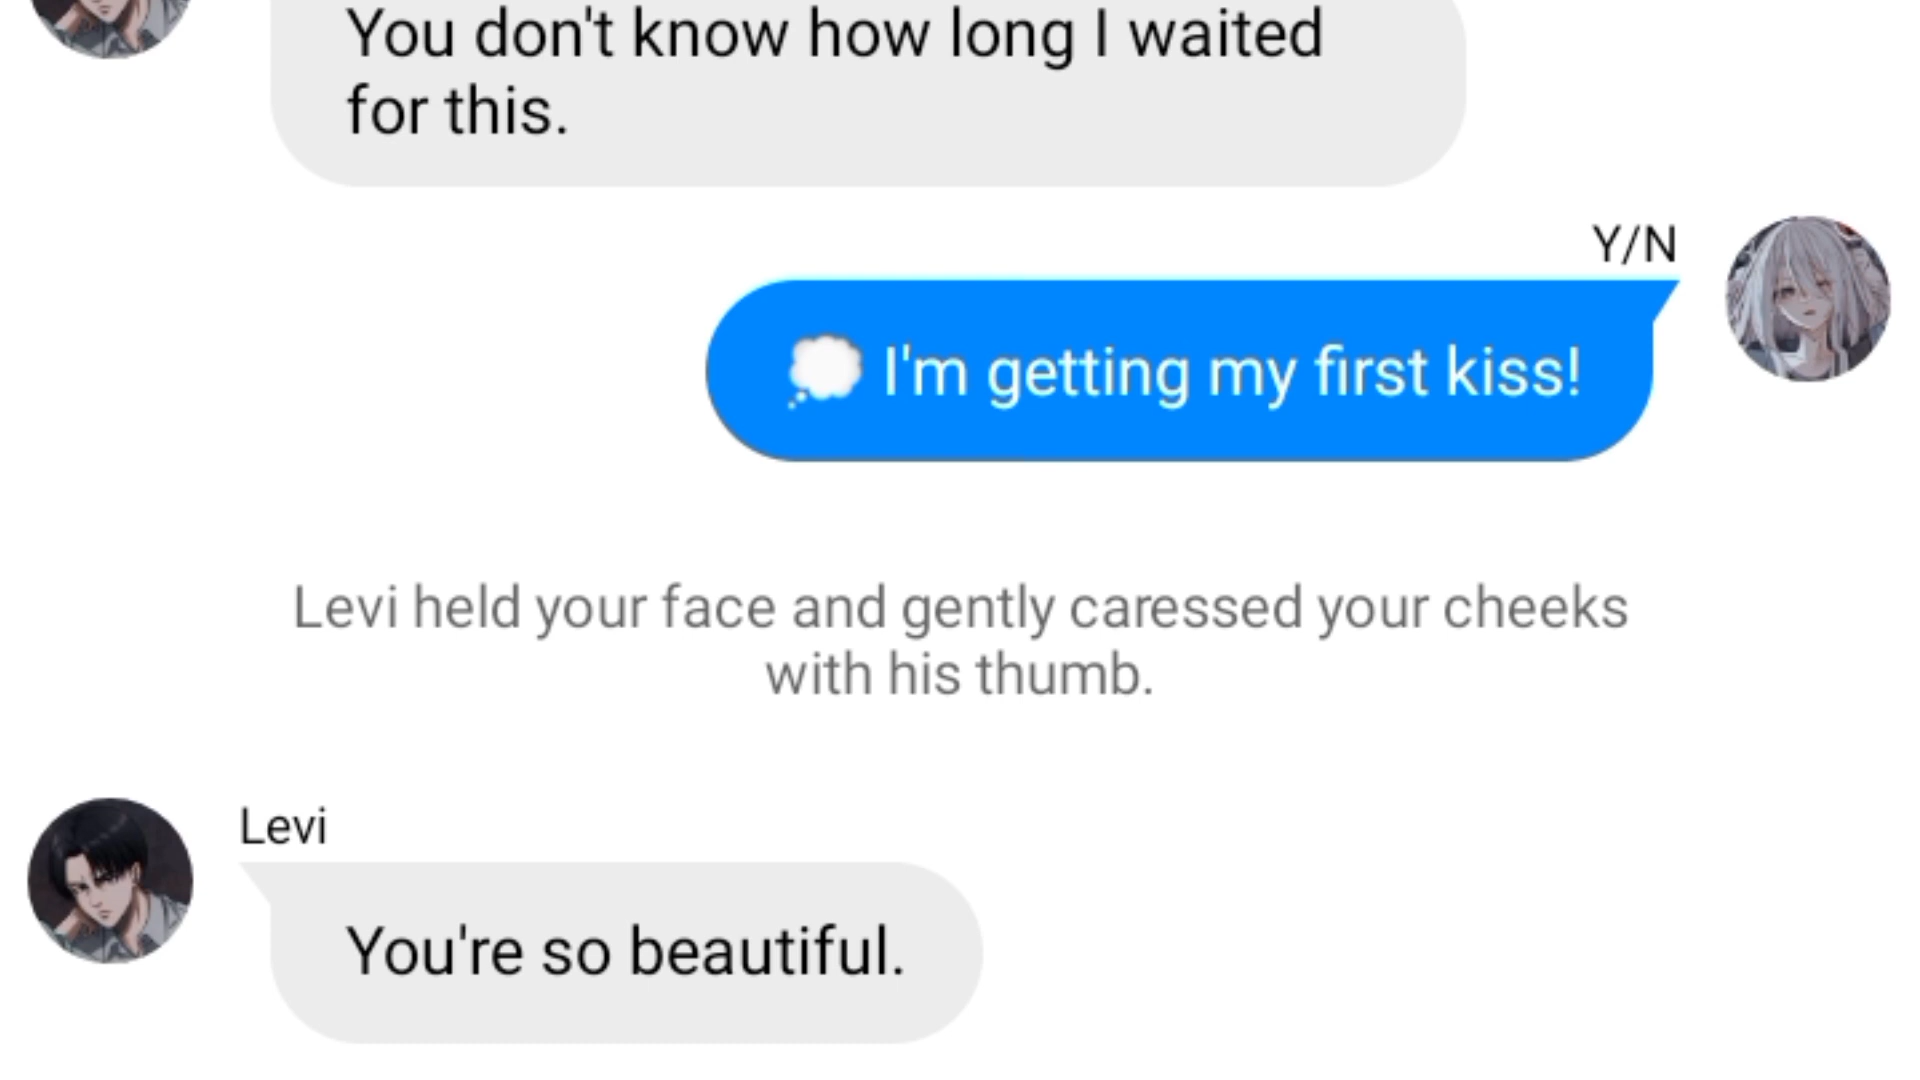 You don't know how long I waited
for this.
Y/N
💭 I'm getting my first kiss!
Levi held your face and gently caressed your cheeks
with his thumb.
Levi
You're so beautiful.